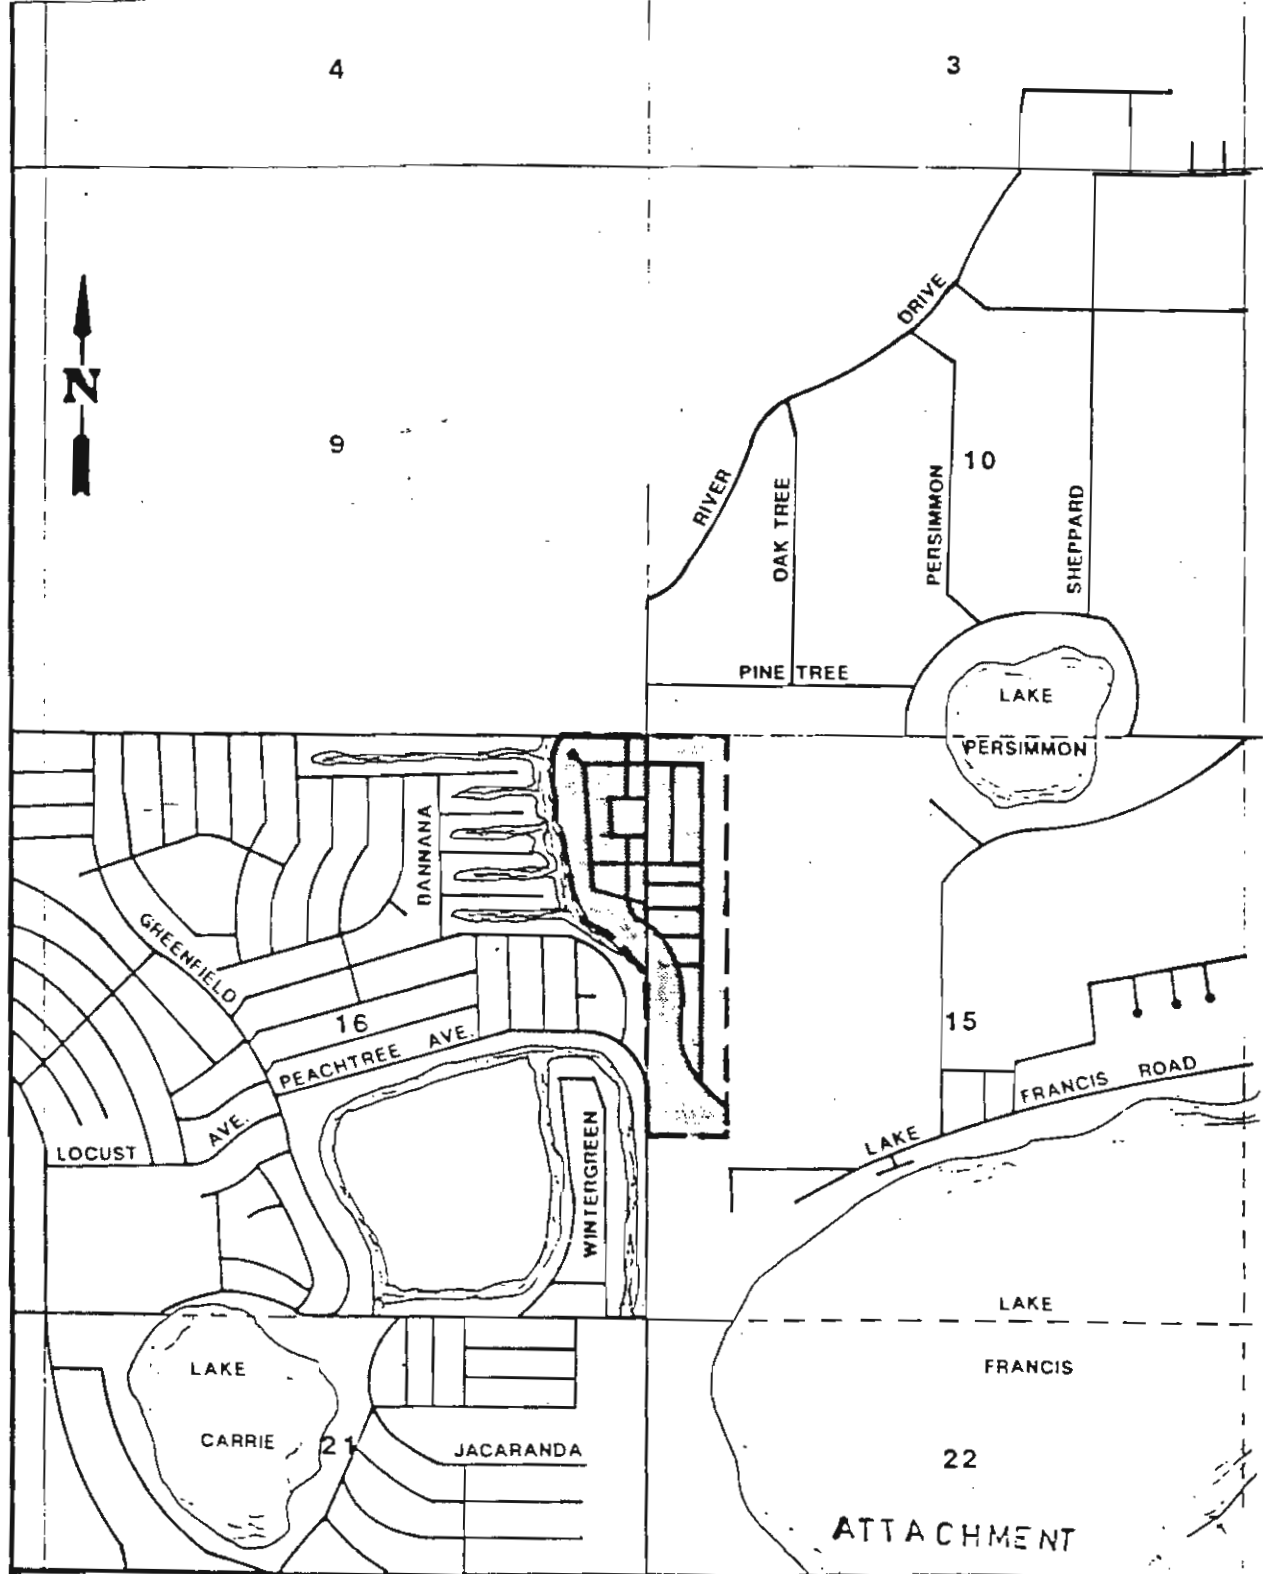 4
3
DRIVE
N
9
10
RIVER
OAK TREE
PERSIMMON
SHEPPARD
PINE TREE
LAKE
PERSIMMON
BANNANA
GREENFIELD
16
15
PEACHTREE AVE.
FRANCIS ROAD
LAKE
LOCUST
AVE.
WINTERGREEN
LAKE
FRANCIS
LAKE
CARRIE
21
JACARANDA
22
ATTACHMENT